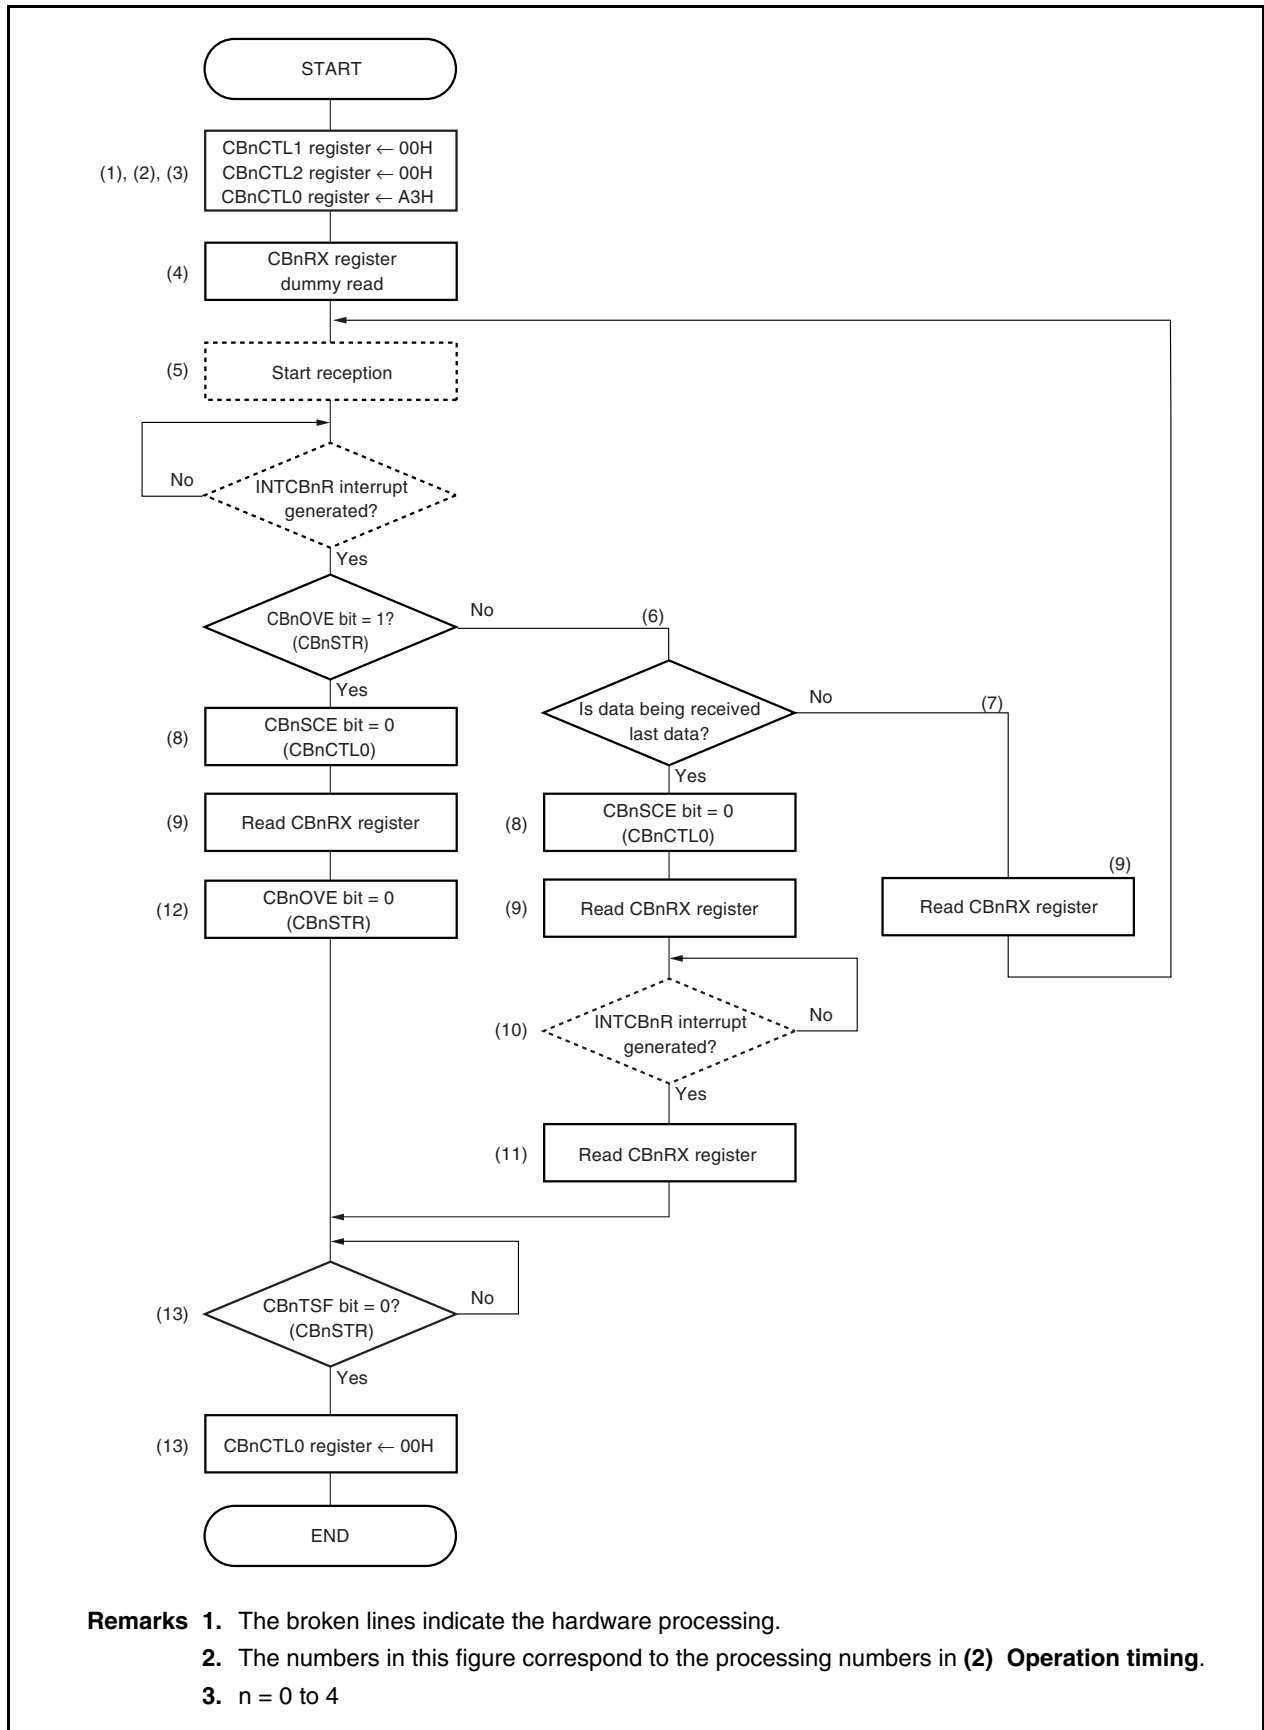 START
(1), (2), (3)
CBnCTL1 register ← 00H
CBnCTL2 register ← 00H
CBnCTL0 register ← A3H
(4)
CBnRX register
dummy read
(5)
Start reception
No
INTCBnR interrupt
generated?
Yes
CBnOVE bit = 1?
(CBnSTR)
No
(6)
Yes
Is data being received
last data?
No
(7)
Yes
(8)
CBnSCE bit = 0
(CBnCTL0)
(9)
Read CBnRX register
(12)
CBnOVE bit = 0
(CBnSTR)
(8)
CBnSCE bit = 0
(CBnCTL0)
(9)
Read CBnRX register
(9)
Read CBnRX register
(10)
INTCBnR interrupt
generated?
No
Yes
(11)
Read CBnRX register
(13)
CBnTSF bit = 0?
(CBnSTR)
No
Yes
(13)
CBnCTL0 register ← 00H
END
Remarks 1. The broken lines indicate the hardware processing.
2. The numbers in this figure correspond to the processing numbers in (2) Operation timing.
3. n = 0 to 4